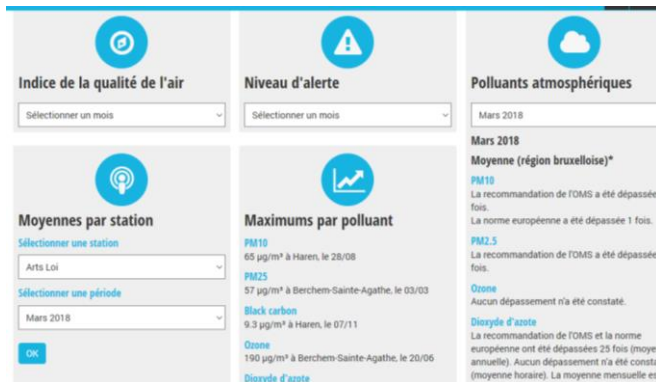 Indice de la qualité de l'air
Sélectionner un mois
Niveau d'alerte
Sélectionner un mois
Polluants atmosphériques
Mars 2018
Mars 2018
Moyenne (région bruxelloise)*
PM10
La recommandation de l'OMS a été dépassée
fois.
La norme européenne a été dépassée 1 fois.
PM2.5
La recommandation de l'OMS a été dépassée
fois.
Ozone
Aucun dépassement n'a été constaté.
Dioxyde d'azote
La recommandation de l'OMS et la norme
européenne ont été dépassées 25 fois (moye
annuelle). Aucun dépassement n'a été consta
(moyenne horaire). La moyenne mensuelle es
Moyennes par station
Sélectionner une station
Arts Loi
Sélectionner une période
Mars 2018
OK
Maximums par polluant
PM10
65 µg/m³ à Haren, le 28/08
PM25
57 µg/m³ à Berchem-Sainte-Agathe, le 03/03
Black carbon
9.3 µg/m³ à Haren, le 07/11
Ozone
190 µg/m³ à Berchem-Sainte-Agathe, le 20/06
Dioxyde d'azote